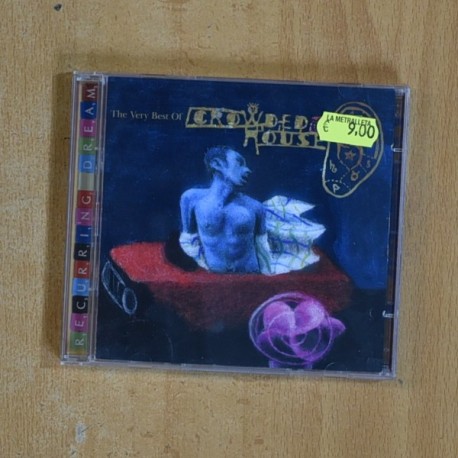 The Very Best Of
CROWDED
HOUSE
LA METRALLETA
€ 9,00
RECURRING DREAM